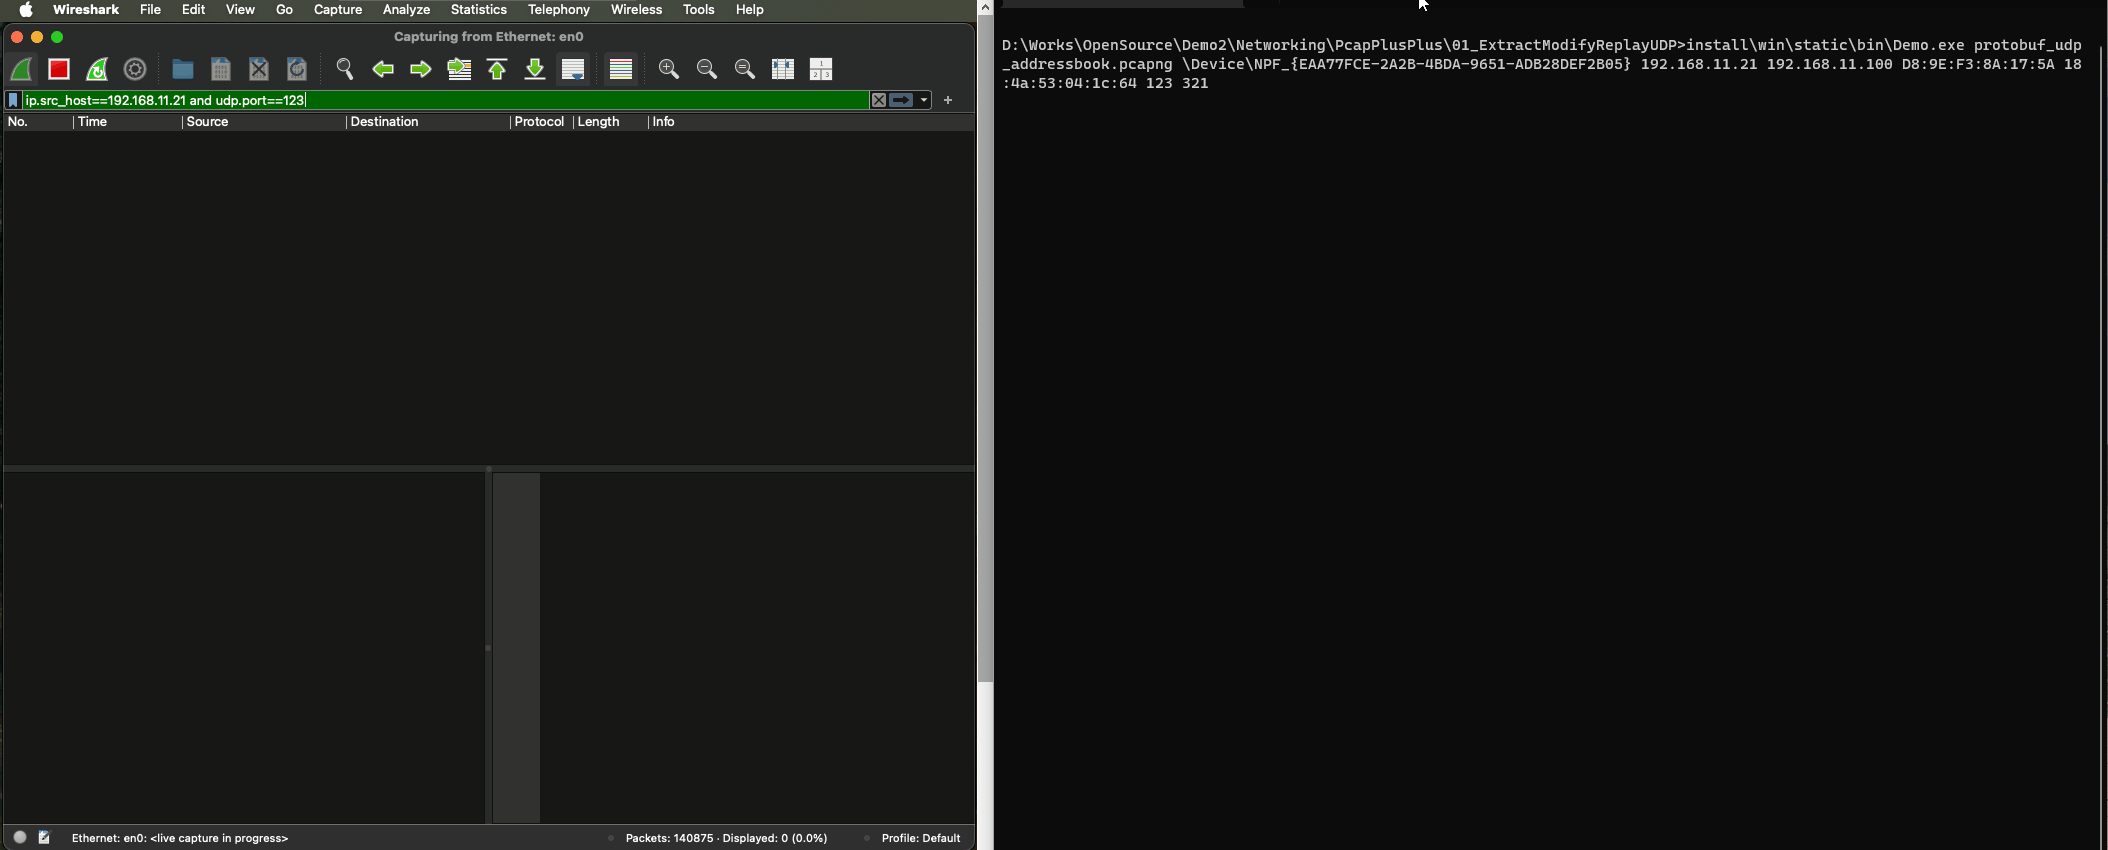 Wireshark File Edit View Go Capture Analyze Statistics Telephony Wireless Tools Help
Capturing from Ethernet: en0
ip.src_host==192.168.11.21 and udp.port==123
No. Time Source Destination Protocol Length Info
Ethernet: en0: <live capture in progress> Packets: 140875 · Displayed: 0 (0.0%) Profile: Default
D:\Works\OpenSource\Demo2\Networking\PcapPlusPlus\01_ExtractModifyReplayUDP>install\win\static\bin\Demo.exe protobuf_udp
_addressbook.pcapng \Device\NPF_{EAA77FCE-2A2B-4BDA-9651-ADB28DEF2B05} 192.168.11.21 192.168.11.100 D8:9E:F3:8A:17:5A 18
:4a:53:04:1c:64 123 321